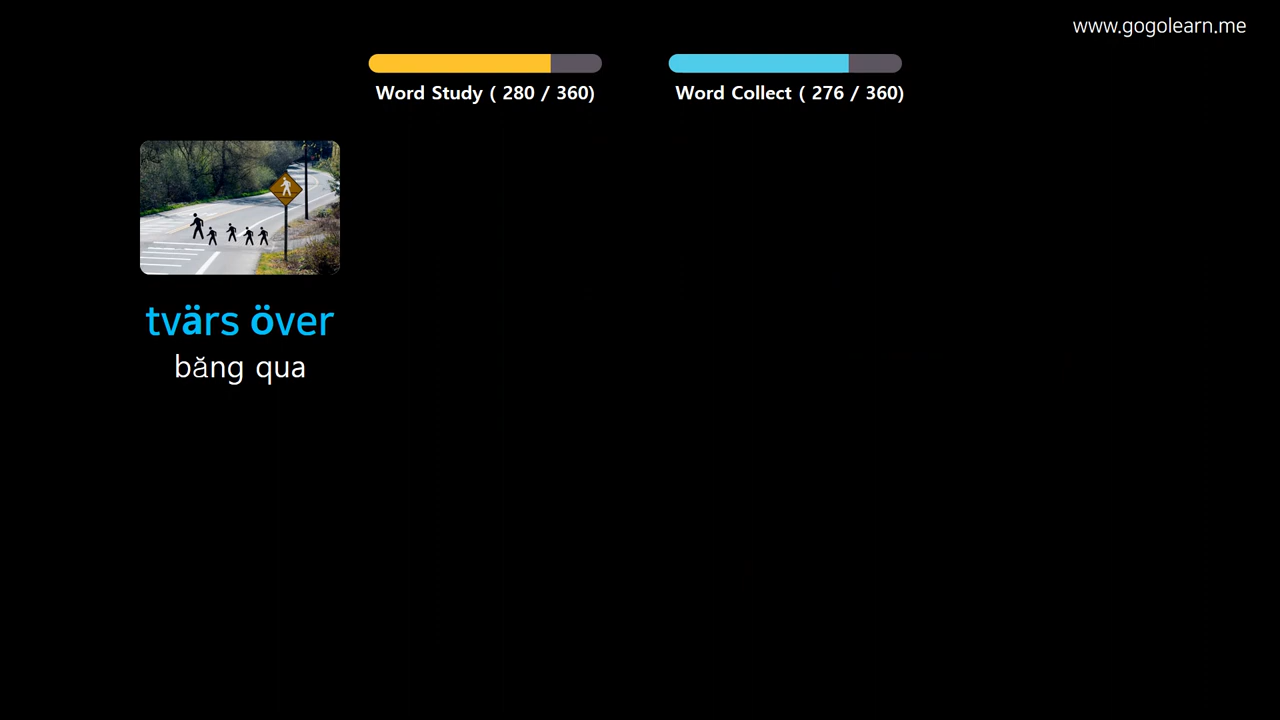 www.gogolearn.me
Word Study ( 280 / 360)
Word Collect ( 276 / 360)
tvärs över
băng qua